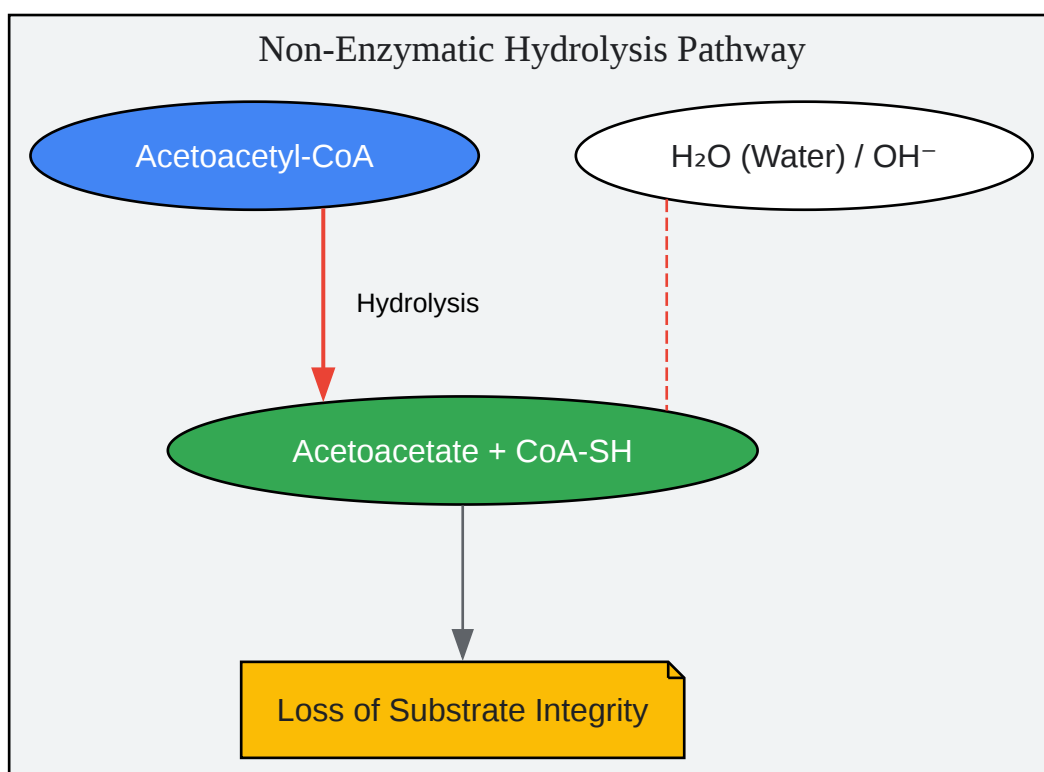 Non-Enzymatic Hydrolysis Pathway
Acetoacetyl-CoA
H₂O (Water) / OH⁻
Hydrolysis
Acetoacetate + CoA-SH
Loss of Substrate Integrity